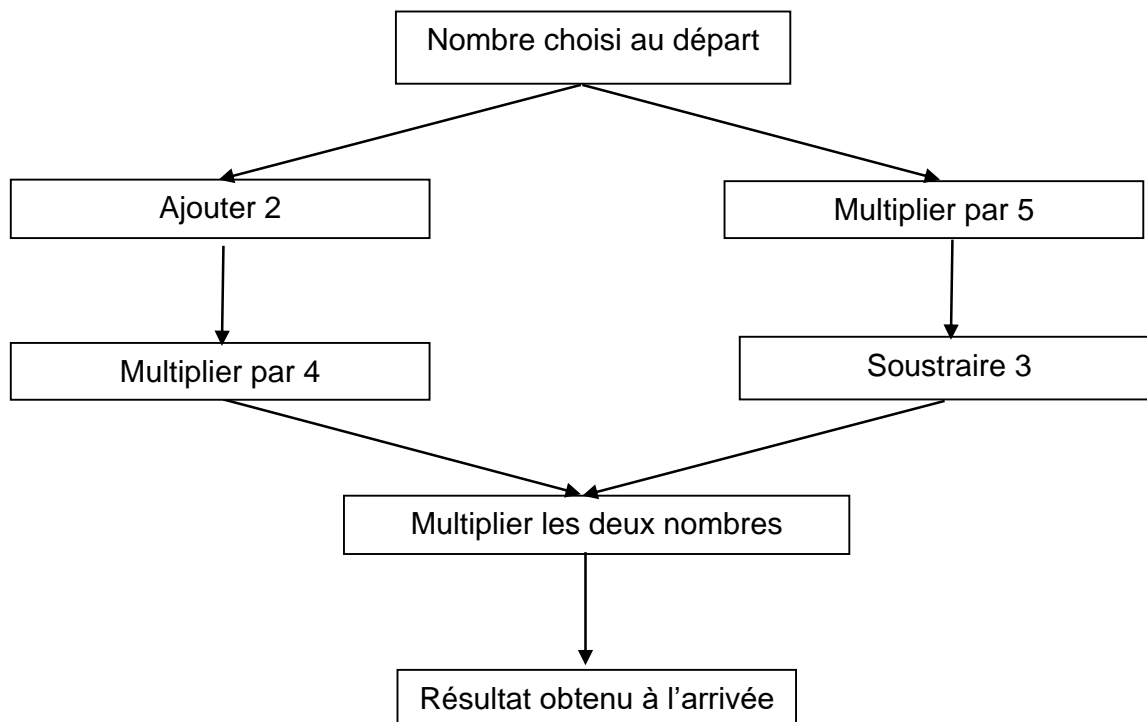 Nombre choisi au départ
Ajouter 2
Multiplier par 5
Multiplier par 4
Soustraire 3
Multiplier les deux nombres
Résultat obtenu à l’arrivée